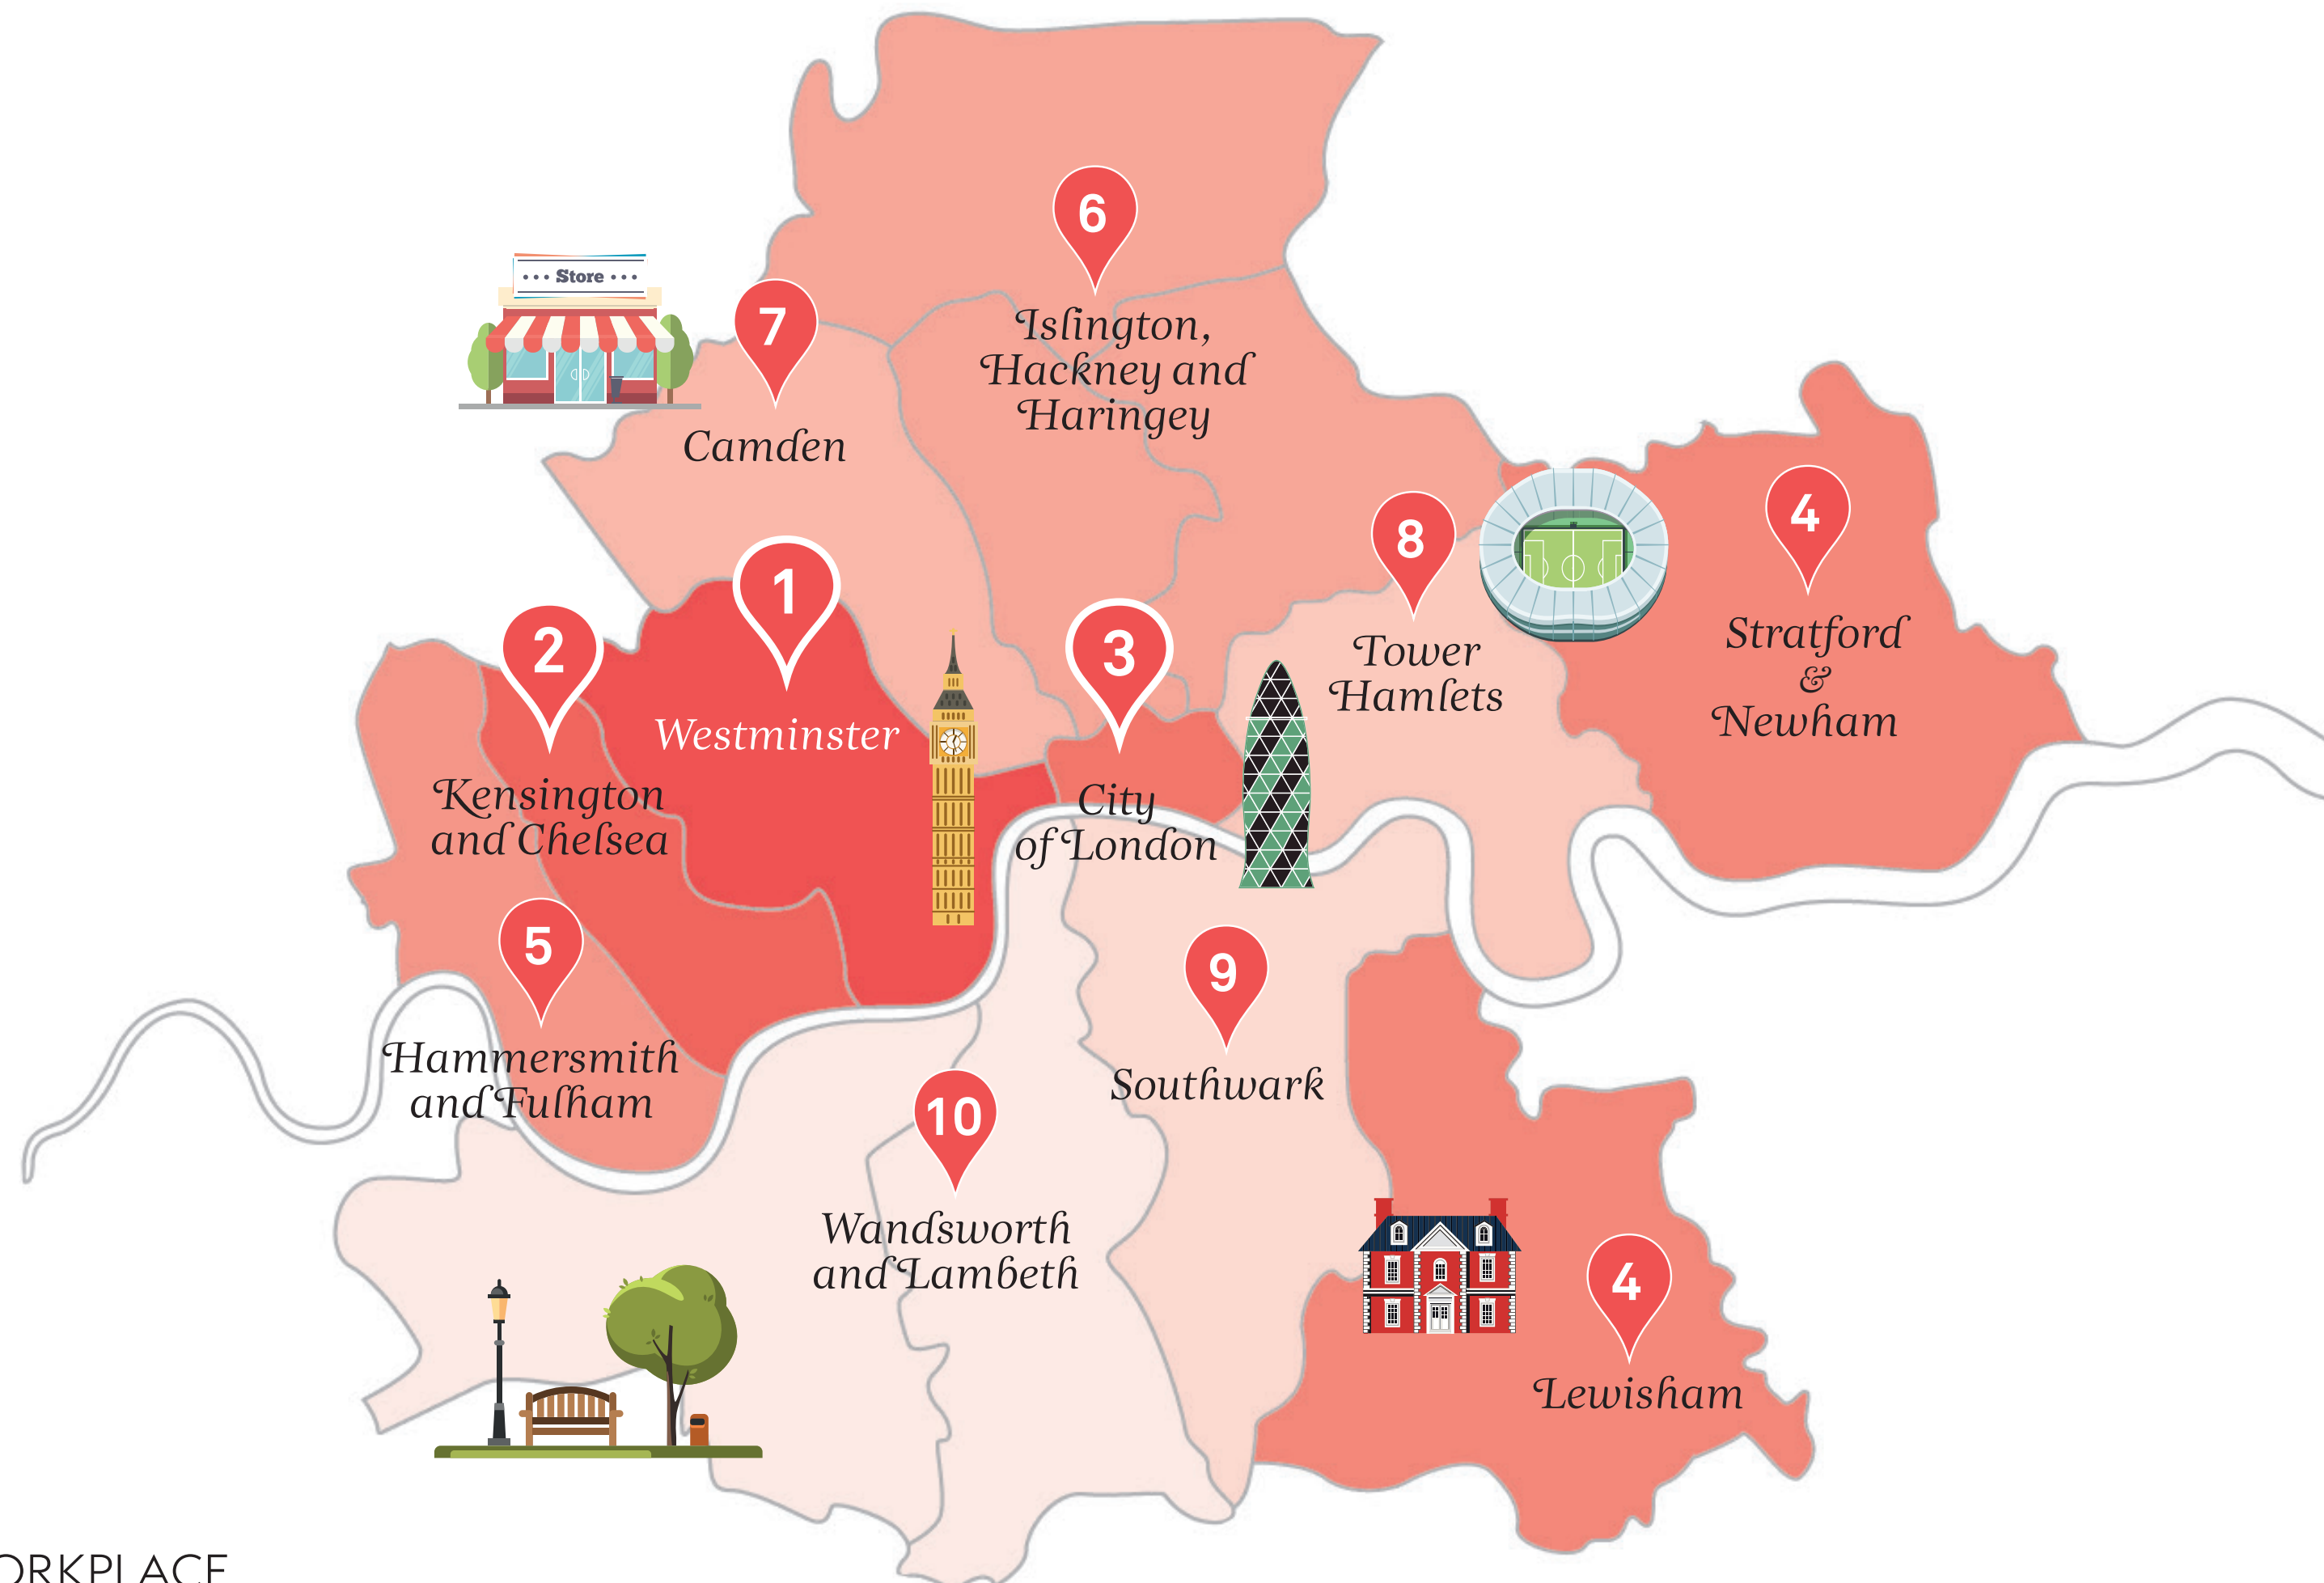 6
Islington,
Hackney and
Haringey
••• Store •••
7
Camden
4
Stratford
&
Newham
8
Tower
Hamlets
1
Westminster
2
Kensington
and Chelsea
3
City
of London
5
Hammersmith
and Fulham
9
Southwark
10
Wandsworth
and Lambeth
4
Lewisham
ORKPLACE